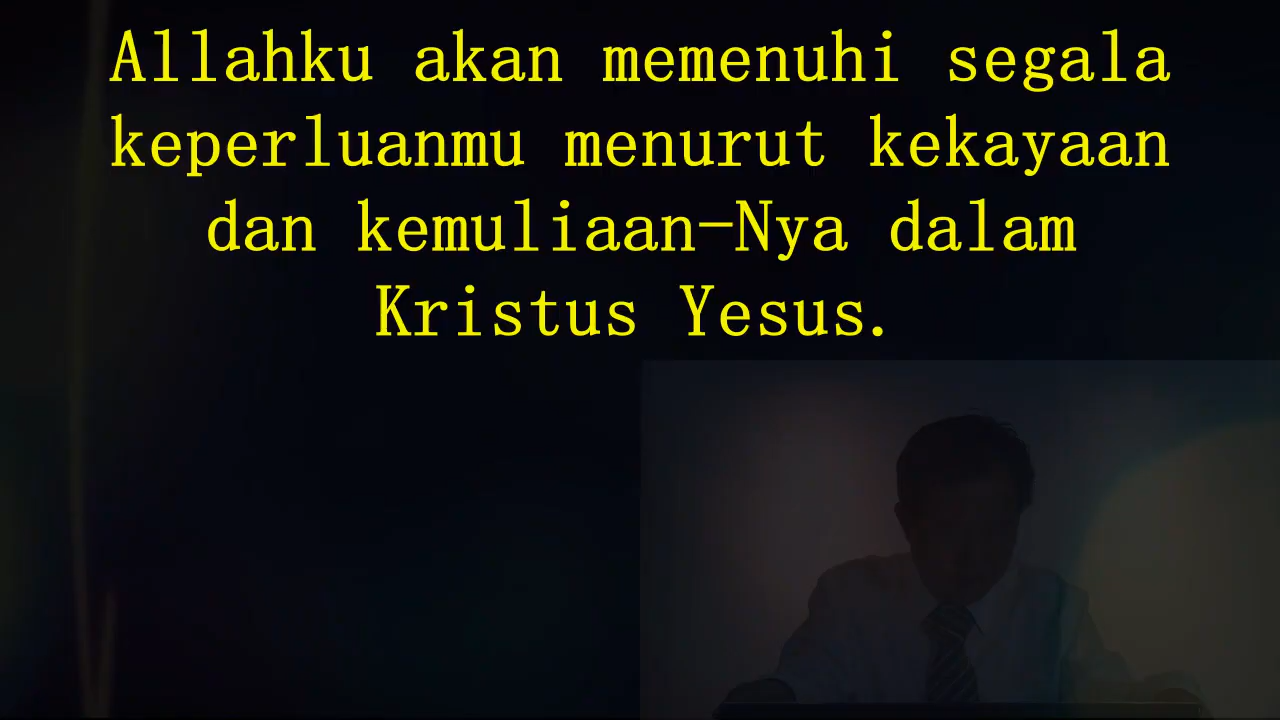 Allahku akan memenuhi segala
keperluanmu menurut kekayaan
dan kemuliaan-Nya dalam
Kristus Yesus.